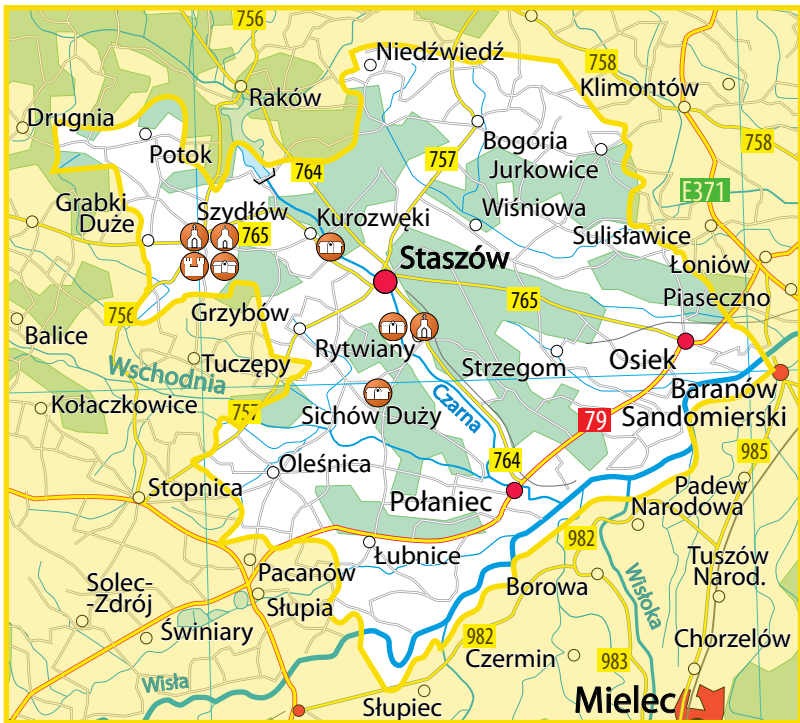 756
Niedźwiedź
758
Klimontów
Raków
Drugnia
Potok
764
757
Bogoria
758
Jurkowice
E371
Grabki
Duże
Szydłów
Kurozwęki
Wiśniowa
765
Sulisławice
Staszów
Łoniów
Piaseczno
765
756
Grzybów
Balice
Rytwiany
Tuczępy
Wschodnia
Strzegom
Osiek
Baranów
Sandomierski
Kołaczkowice
757
Sichów Duży
Czarna
79
Oleśnica
764
985
Stopnica
Połaniec
Padew
Narodowa
982
Łubnice
Tuszów
Narod.
Pacanów
Solec-
-Zdrój
Słupia
Borowa
Wisłoka
Świniary
982
Czermin
983
Chorzelów
Wisła
Słupiec
Mielec